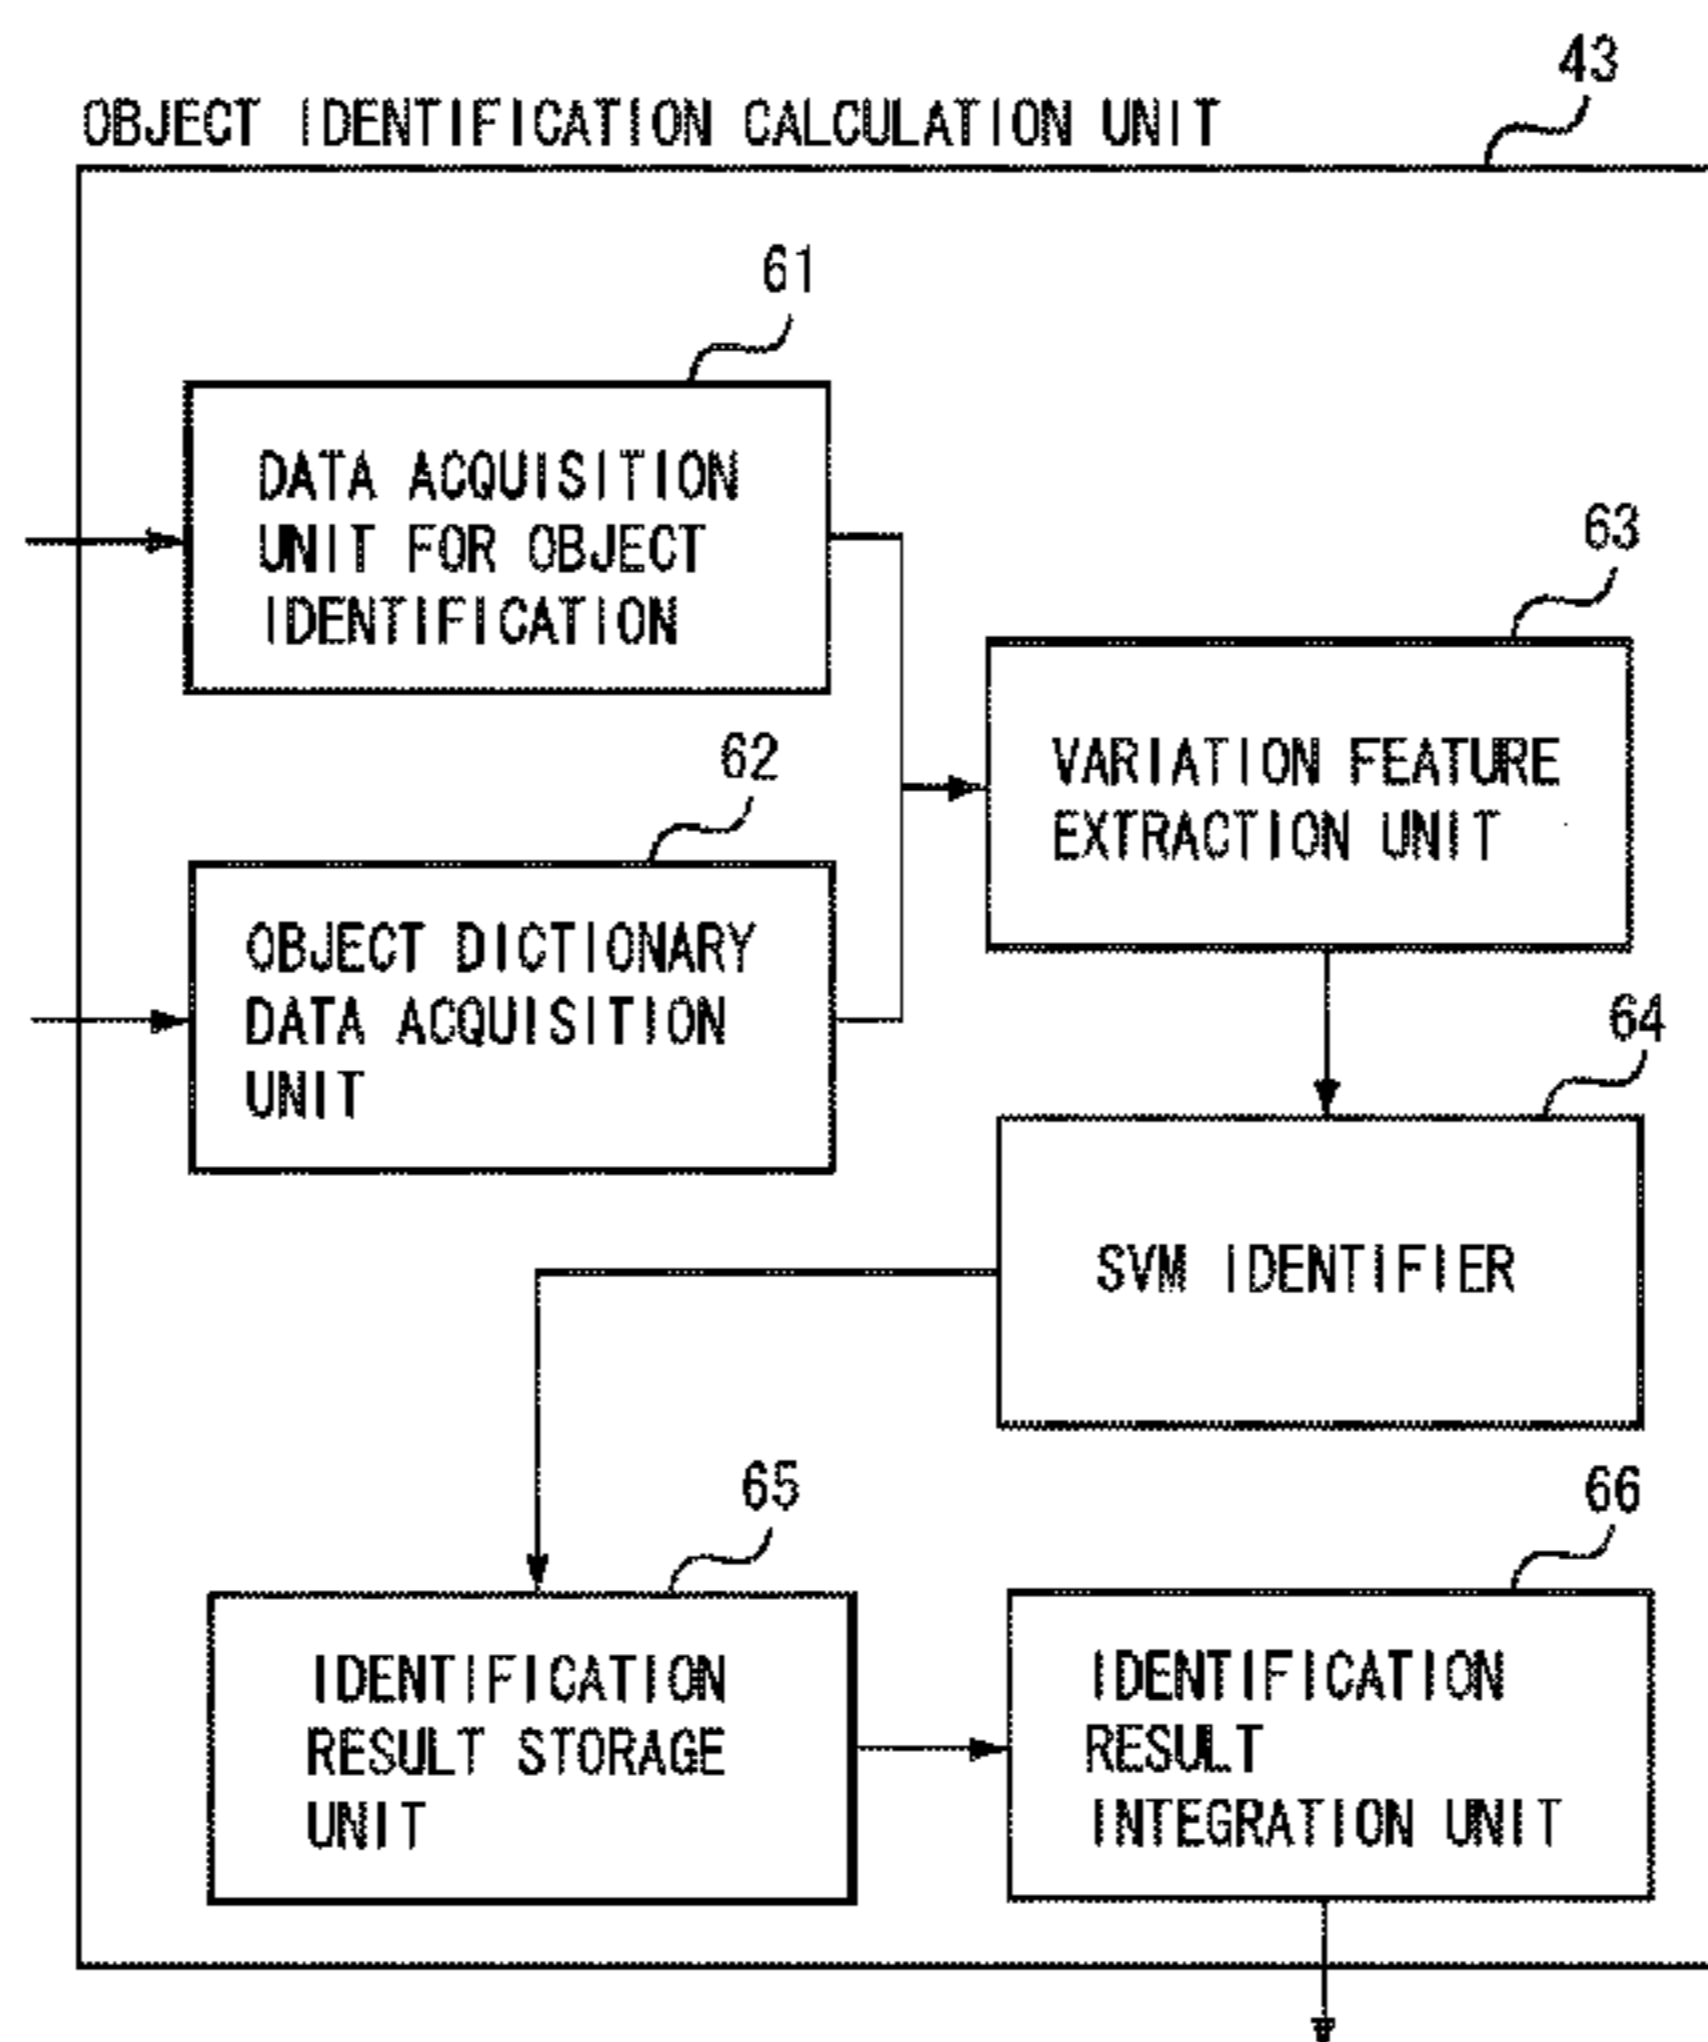 43
OBJECT IDENTIFICATION CALCULATION UNIT
61
DATA ACQUISITION
UNIT FOR OBJECT
IDENTIFICATION
62
OBJECT DICTIONARY
DATA ACQUISITION
UNIT
63
VARIATION FEATURE
EXTRACTION UNIT
64
SVM IDENTIFIER
65
IDENTIFICATION
RESULT STORAGE
UNIT
66
IDENTIFICATION
RESULT
INTEGRATION UNIT